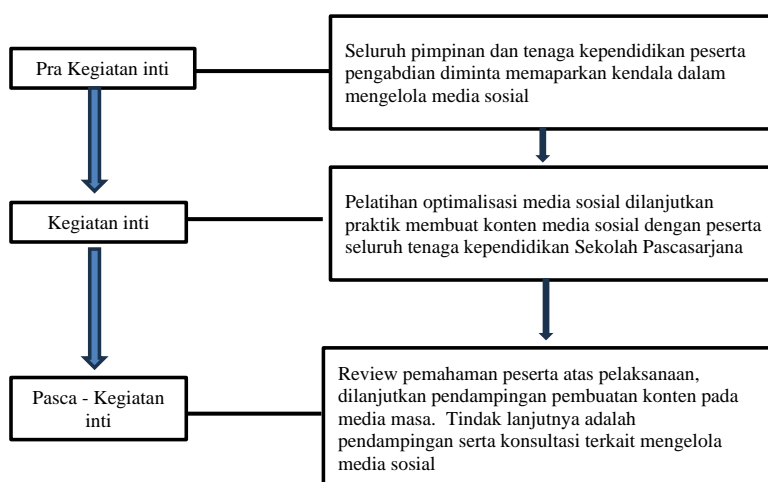 Pra Kegiatan inti
Seluruh pimpinan dan tenaga kependidikan peserta
pengabdian diminta memaparkan kendala dalam
mengelola media sosial
Kegiatan inti
Pelatihan optimalisasi media sosial dilanjutkan
praktik membuat konten media sosial dengan peserta
seluruh tenaga kependidikan Sekolah Pascasarjana
Pasca - Kegiatan
inti
Review pemahaman peserta atas pelaksanaan,
dilanjutkan pendampingan pembuatan konten pada
media masa.  Tindak lanjutnya adalah
pendampingan serta konsultasi terkait mengelola
media sosial